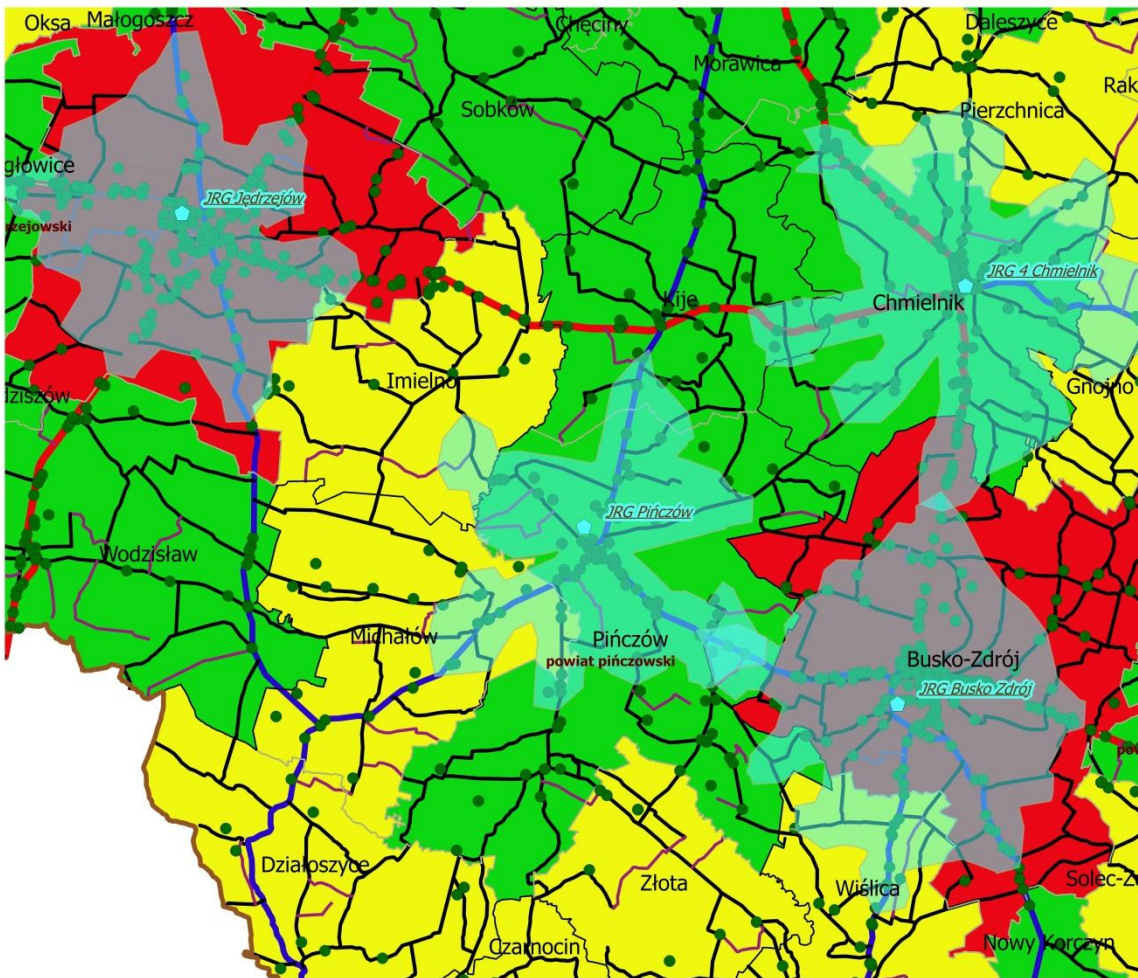 Oksa
Małogoszcz
Chęciny
Daleszyce
Morawica
Sobków
Pierzchnica
Rak
głowice
JRG Jędrzejów
rzejowski
JRG 4 Chmielnik
Kije
Chmielnik
Imielno
Gnojno
dziszów
JRG Pińczów
Wodzisław
Michałów
Pińczów
powiat pińczowski
Busko-Zdrój
JRG Busko Zdrój
pow
Działoszyce
Złota
Wiślica
Solec-Z
Czarnocin
Nowy Korczyn